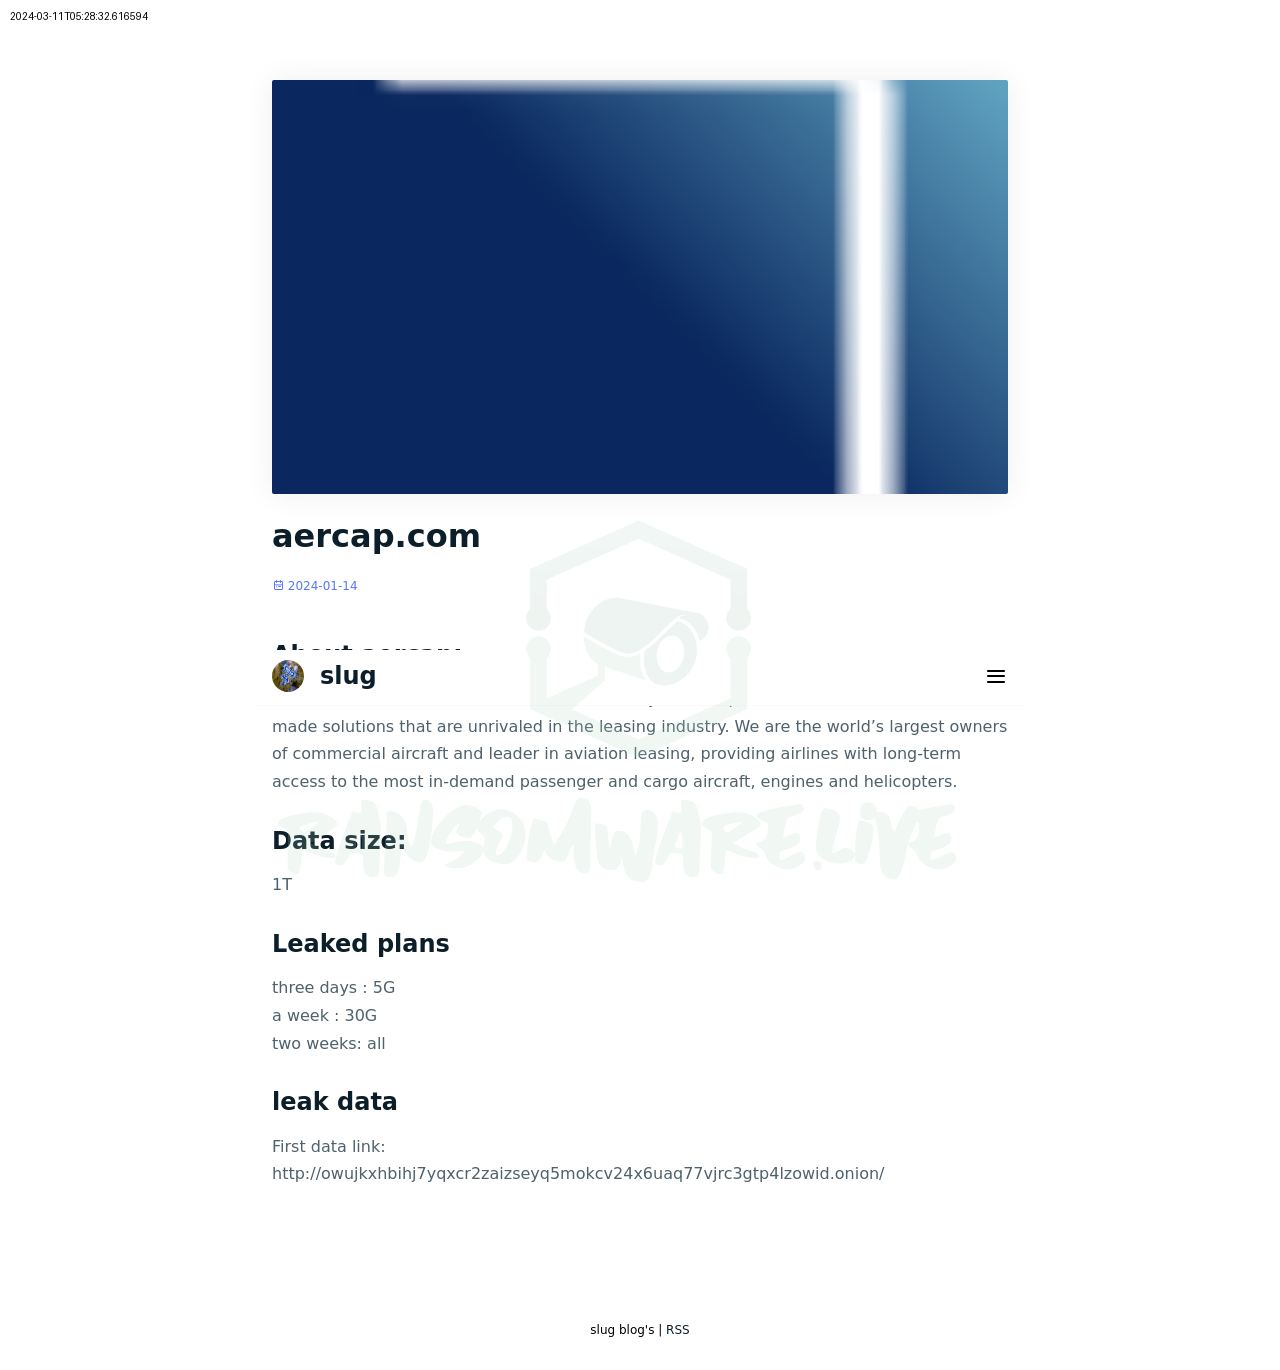 2024-03-11T05:28:32.616594
aercap.com
2024-01-14
slug
made solutions that are unrivaled in the leasing industry. We are the world’s largest owners
of commercial aircraft and leader in aviation leasing, providing airlines with long-term
access to the most in-demand passenger and cargo aircraft, engines and helicopters.
RANSOMWARE.LIVE
Data size:
1T
Leaked plans
three days : 5G
a week : 30G
two weeks: all
leak data
First data link:
http://owujkxhbihj7yqxcr2zaizseyq5mokcv24x6uaq77vjrc3gtp4lzowid.onion/
slug blog's | RSS